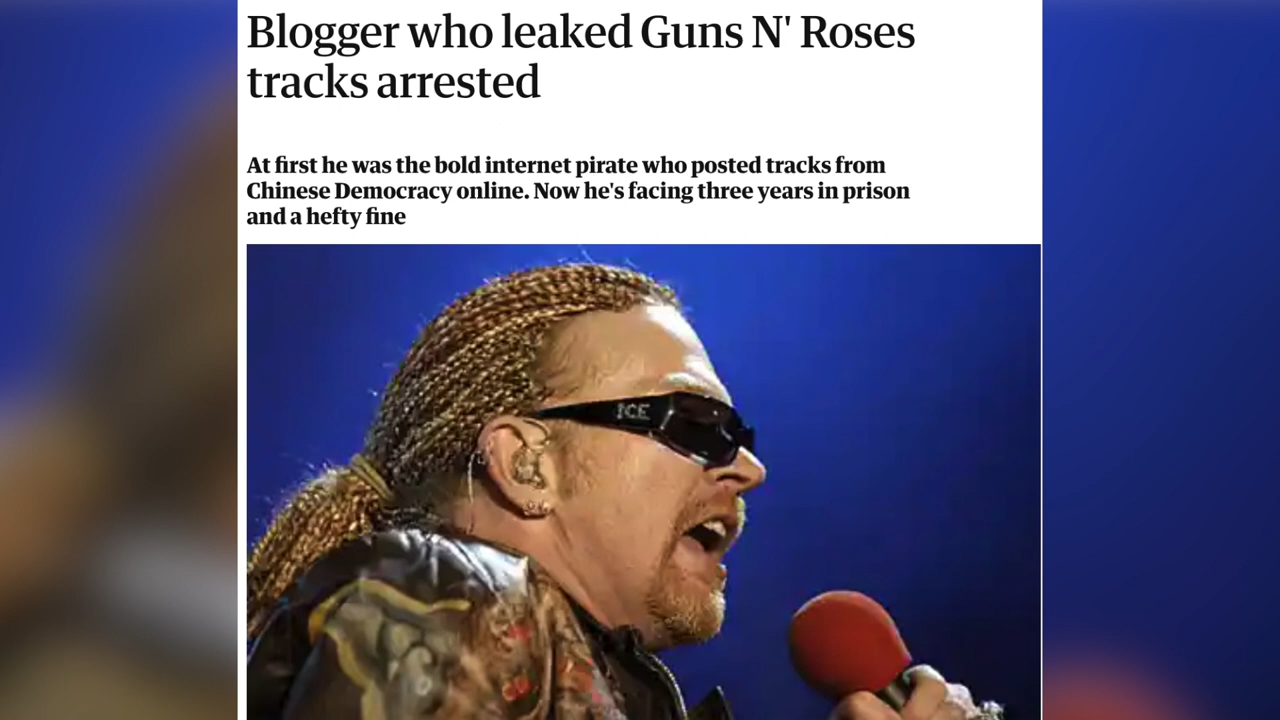 Blogger who leaked Guns N' Roses
tracks arrested
At first he was the bold internet pirate who posted tracks from
Chinese Democracy online. Now he's facing three years in prison
and a hefty fine
ICE